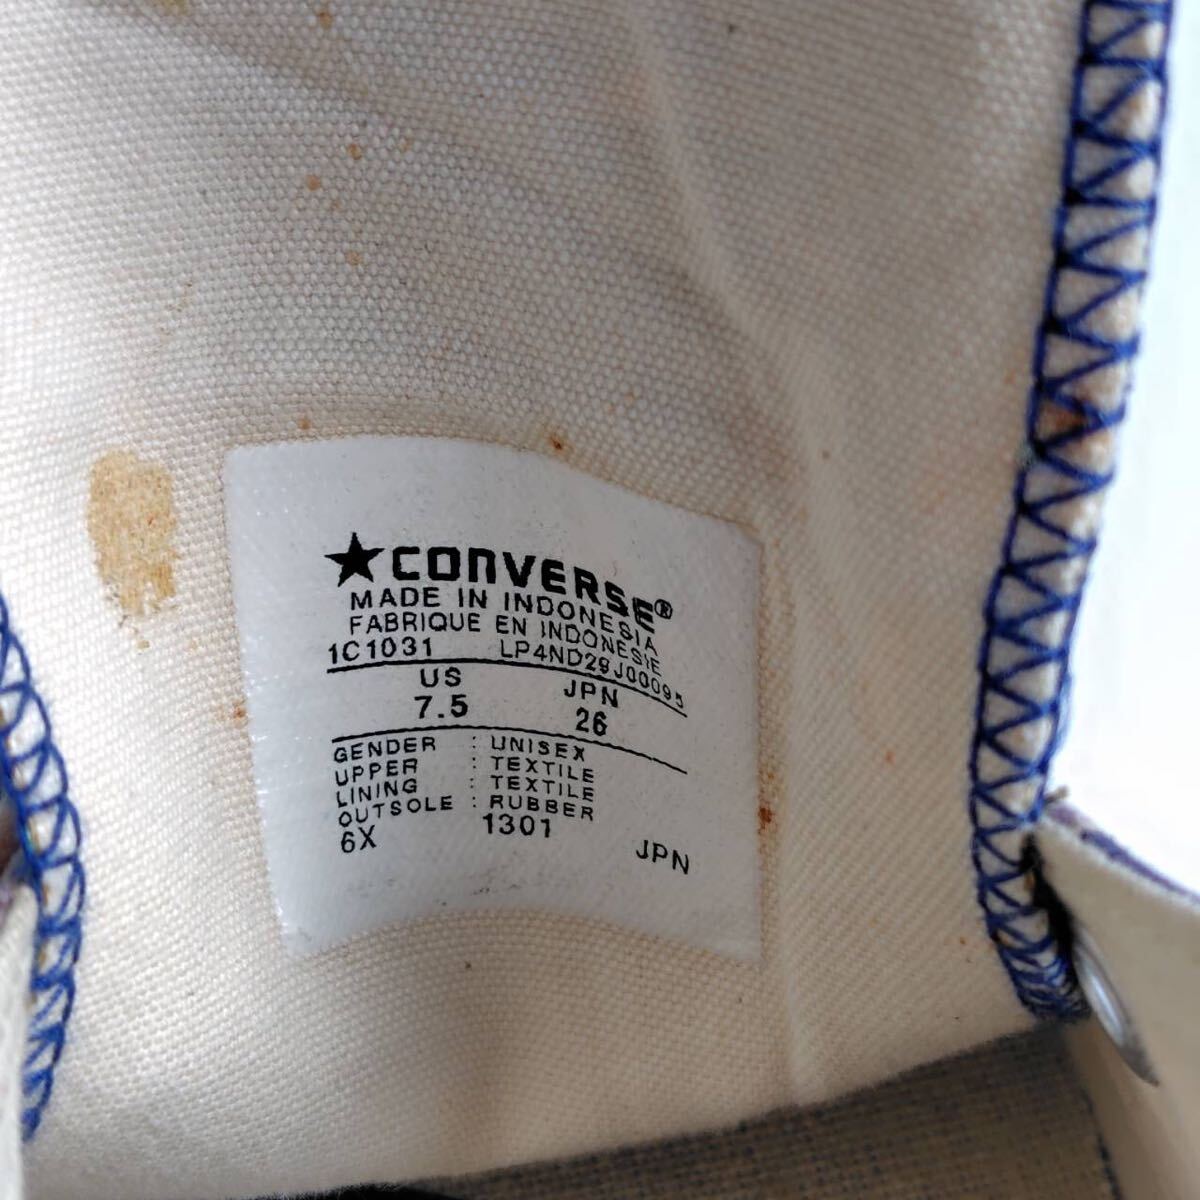 ★CONVERSE®
MADE IN INDONESIA
FABRIQUE EN INDONESIE
1C1031 LP4ND29J00095
US JPN
7.5 26
GENDER : UNISEX
UPPER : TEXTILE
LINING : TEXTILE
OUTSOLE : RUBBER
6X 1301 JPN